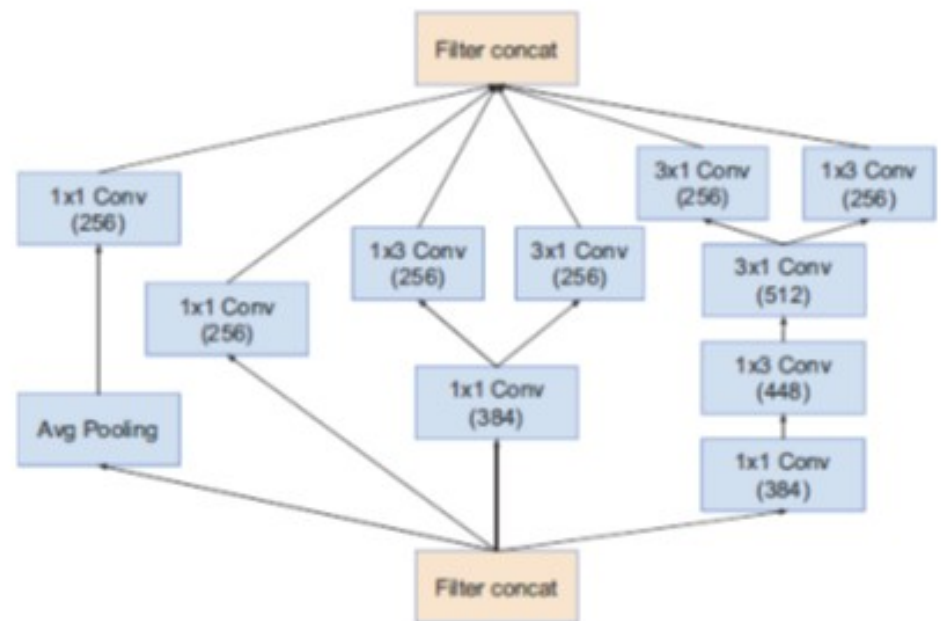 Filter concat
1x1 Conv
(256)
3x1 Conv
(256)
1x3 Conv
(256)
1x3 Conv
(256)
3x1 Conv
(256)
3x1 Conv
(512)
1x1 Conv
(256)
1x3 Conv
(448)
1x1 Conv
(384)
Avg Pooling
1x1 Conv
(384)
Filter concat